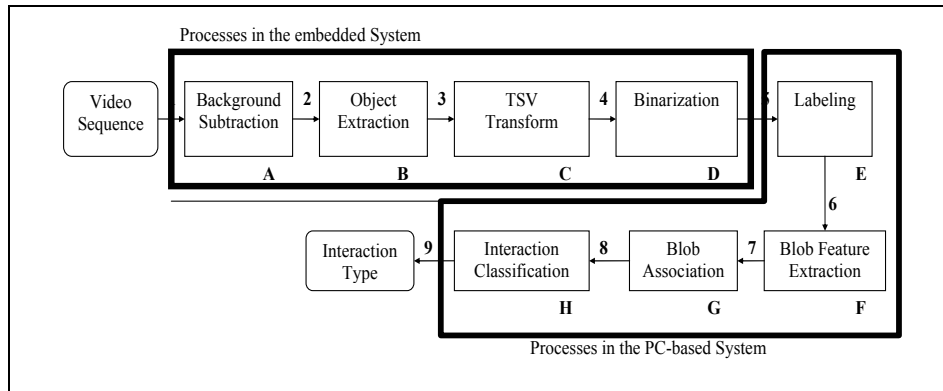 Processes in the embedded System
Video
Sequence
Background
Subtraction
A
2
Object
Extraction
B
3
TSV
Transform
C
4
Binarization
D
5
Labeling
E
6
Blob Feature
Extraction
F
7
Blob
Association
G
8
Interaction
Classification
H
9
Interaction
Type
Processes in the PC-based System